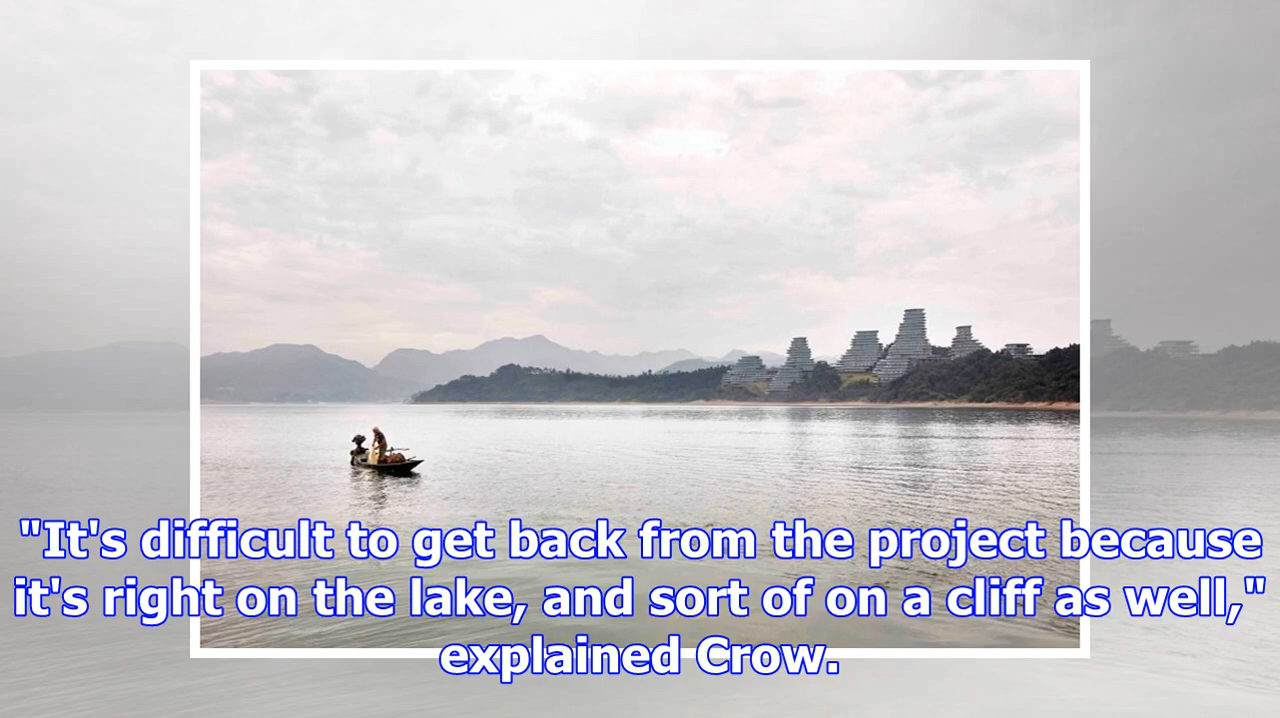 "It's difficult to get back from the project because
it's right on the lake, and sort of on a cliff as well,"
explained Crow.